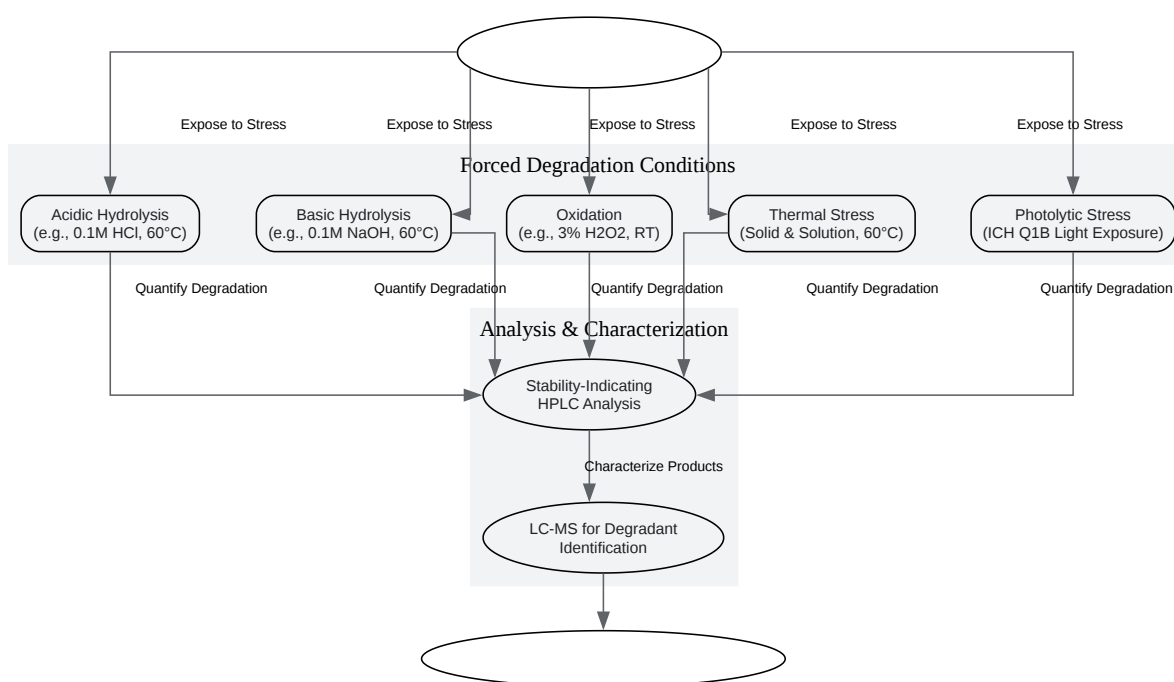 Expose to Stress
Expose to Stress
Expose to Stress
Expose to Stress
Expose to Stress
Forced Degradation Conditions
Acidic Hydrolysis
(e.g., 0.1M HCl, 60°C)
Basic Hydrolysis
(e.g., 0.1M NaOH, 60°C)
Oxidation
(e.g., 3% H2O2, RT)
Thermal Stress
(Solid & Solution, 60°C)
Photolytic Stress
(ICH Q1B Light Exposure)
Quantify Degradation
Quantify Degradation
Quantify Degradation
Quantify Degradation
Quantify Degradation
Analysis & Characterization
Stability-Indicating
HPLC Analysis
Characterize Products
LC-MS for Degradant
Identification